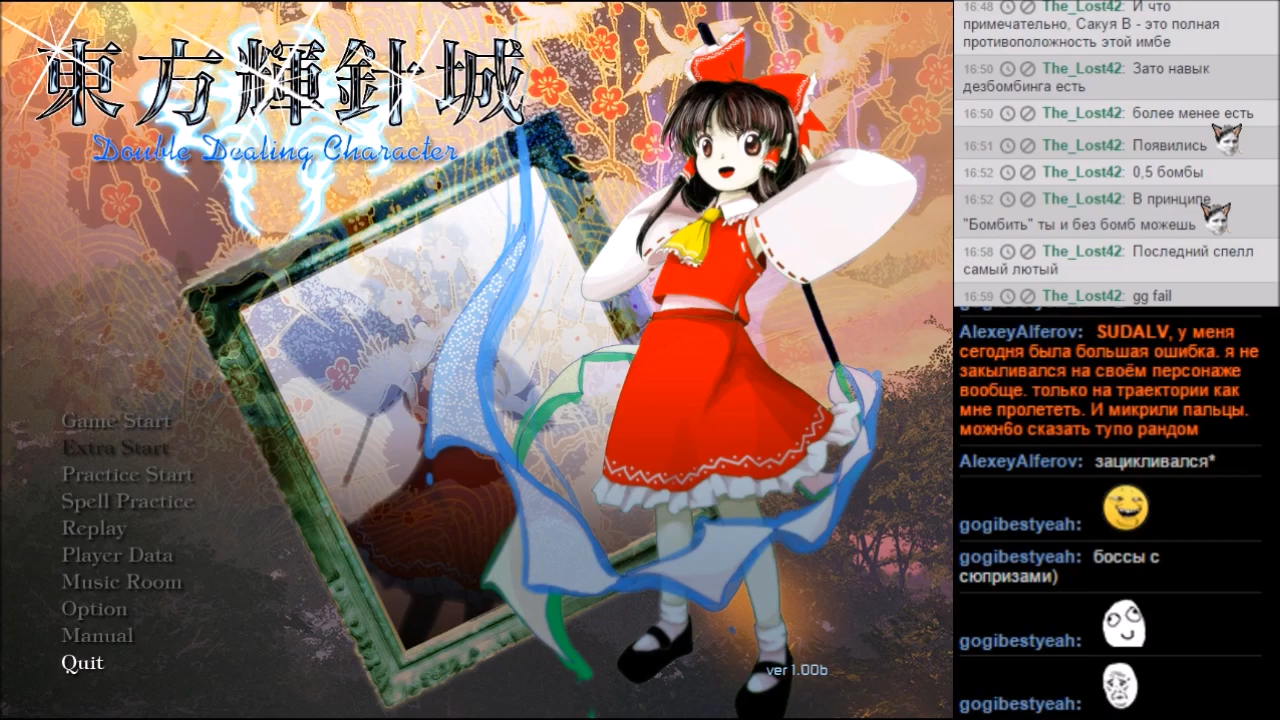 東方輝針城
Double Dealing Character
Game Start
Extra Start
Practice Start
Spell Practice
Replay
Player Data
Music Room
Option
Manual
Quit
ver 1.00b
16:48 The_Lost42: И что
примечательно, Сакуя В - это полная
противоположность этой имбе
16:50 The_Lost42: Зато навык
дезбомбинга есть
16:50 The_Lost42: более менее есть
16:51 The_Lost42: Появились
16:52 The_Lost42: 0,5 бомбы
16:52 The_Lost42: В принципе
"Бомбить" ты и без бомб можешь
16:58 The_Lost42: Последний спелл
самый лютый
16:59 The_Lost42: gg fail
AlexeyAlferov: SUDALV, у меня
сегодня была большая ошибка. я не
закыливался на своём персонаже
вообще. только на траектории как
мне пролететь. И микрили пальцы.
можн6о сказать тупо рандом
AlexeyAlferov: зацикливался*
gogibestyeah:
gogibestyeah: боссы с
сюпризами)
gogibestyeah:
gogibestyeah: